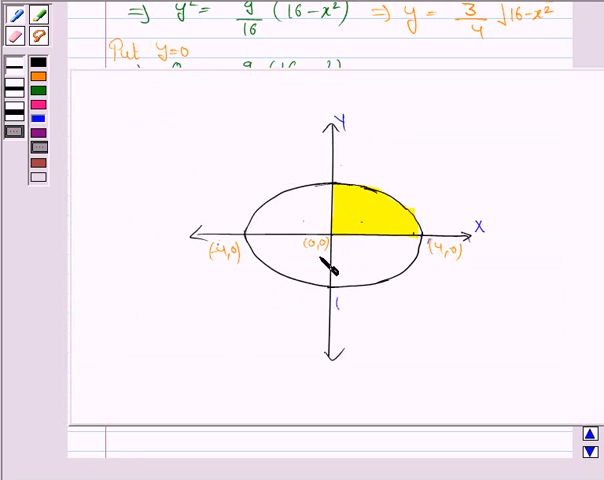 ⇒ y² = 9/16 (16-x²) ⇒ y = 3/4 √16-x²
Put y=0
Y
X
(-4,0) (0,0) (4,0)